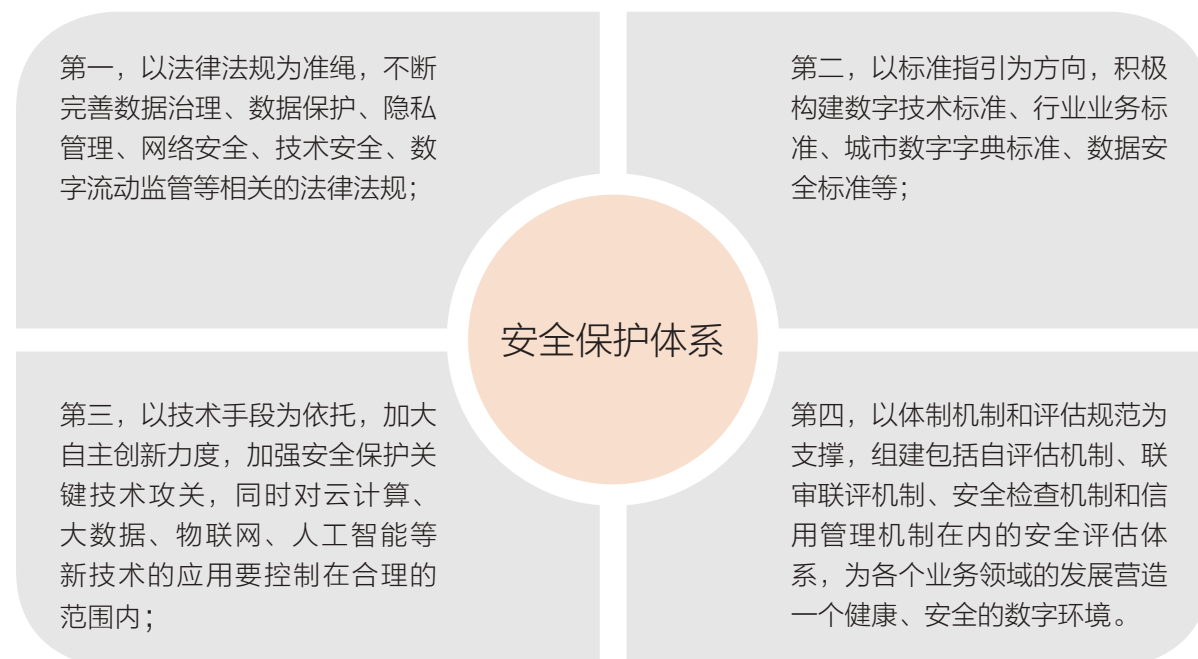 第一，以法律法规为准绳，不断
完善数据治理、数据保护、隐私
管理、网络安全、技术安全、数
字流动监管等相关的法律法规；
第二，以标准指引为方向，积极
构建数字技术标准、行业业务标
准、城市数字字典标准、数据安
全标准等；
安全保护体系
第三，以技术手段为依托，加大
自主创新力度，加强安全保护关
键技术攻关，同时对云计算、
大数据、物联网、人工智能等
新技术的应用要控制在合理的
范围内；
第四，以体制机制和评估规范为
支撑，组建包括自评估机制、联
审联评机制、安全检查机制和信
用管理机制在内的安全评估体
系，为各个业务领域的发展营造
一个健康、安全的数字环境。